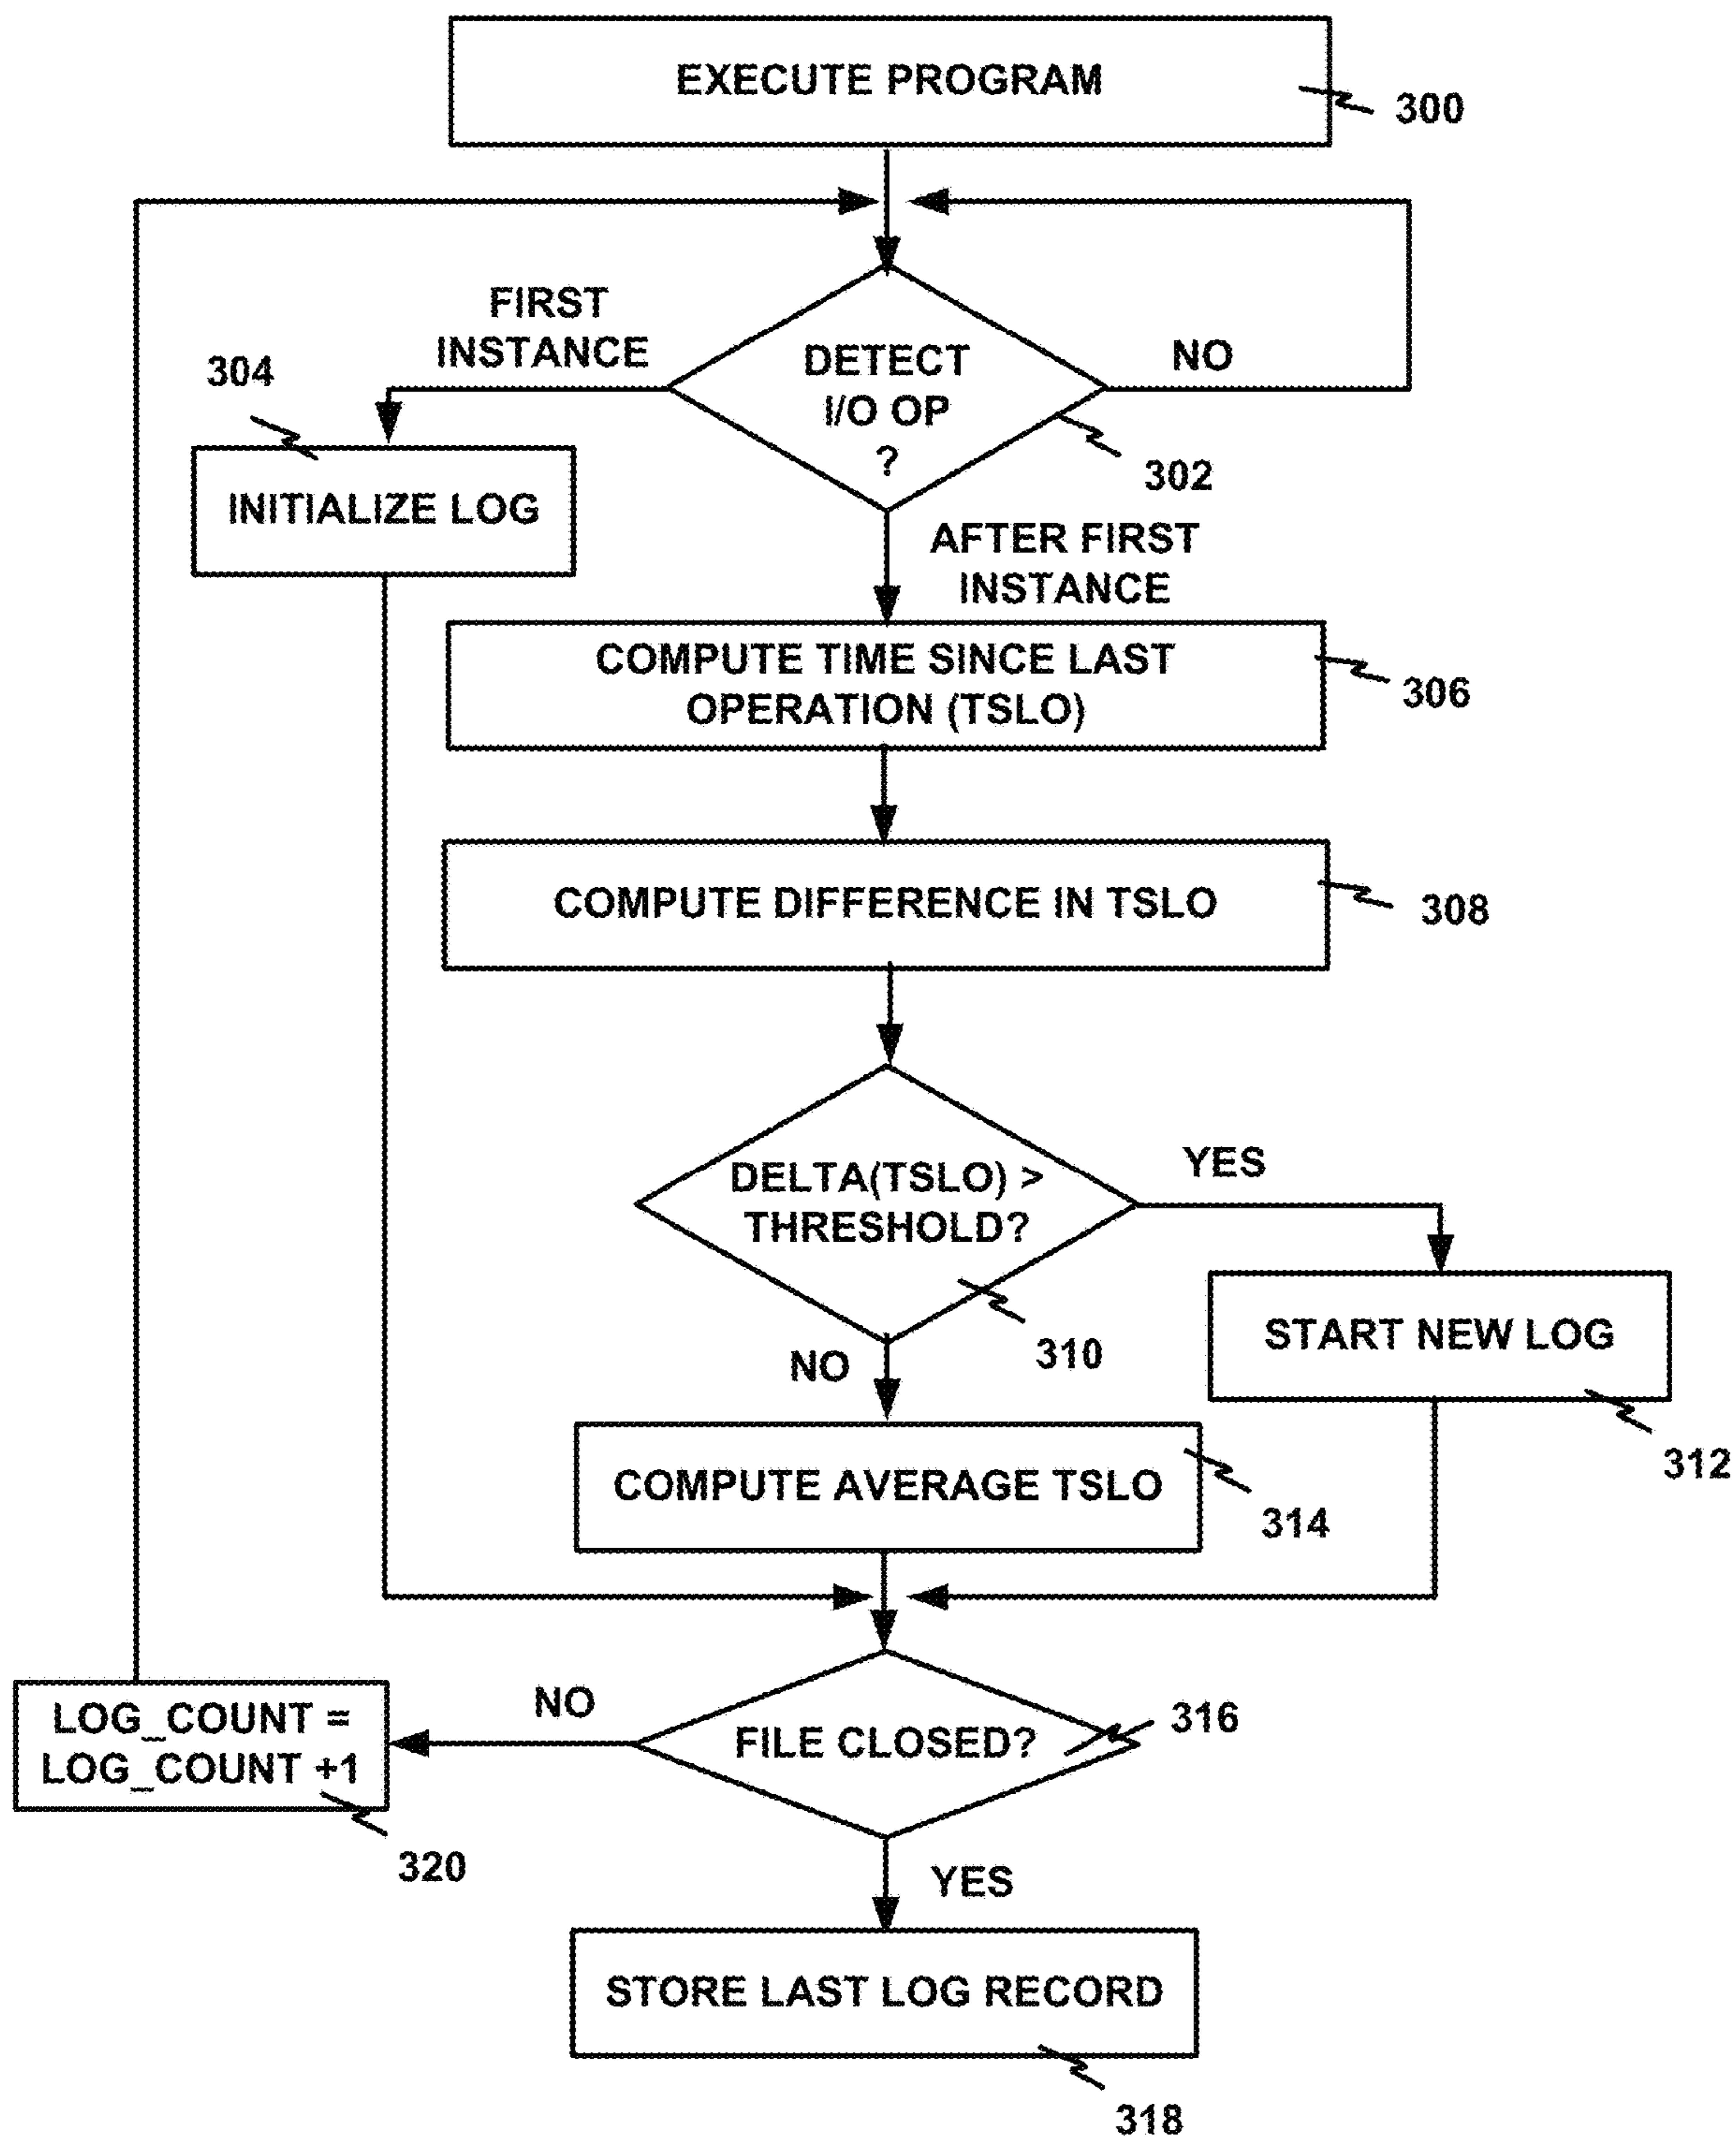 EXECUTE PROGRAM
300
FIRST
INSTANCE
304
DETECT
I/O OP
?
NO
302
INITIALIZE LOG
AFTER FIRST
INSTANCE
COMPUTE TIME SINCE LAST
OPERATION (TSLO)
306
COMPUTE DIFFERENCE IN TSLO
308
DELTA(TSLO) >
THRESHOLD?
YES
310
NO
START NEW LOG
312
COMPUTE AVERAGE TSLO
314
LOG_COUNT =
LOG_COUNT +1
320
NO
FILE CLOSED?
316
YES
STORE LAST LOG RECORD
318